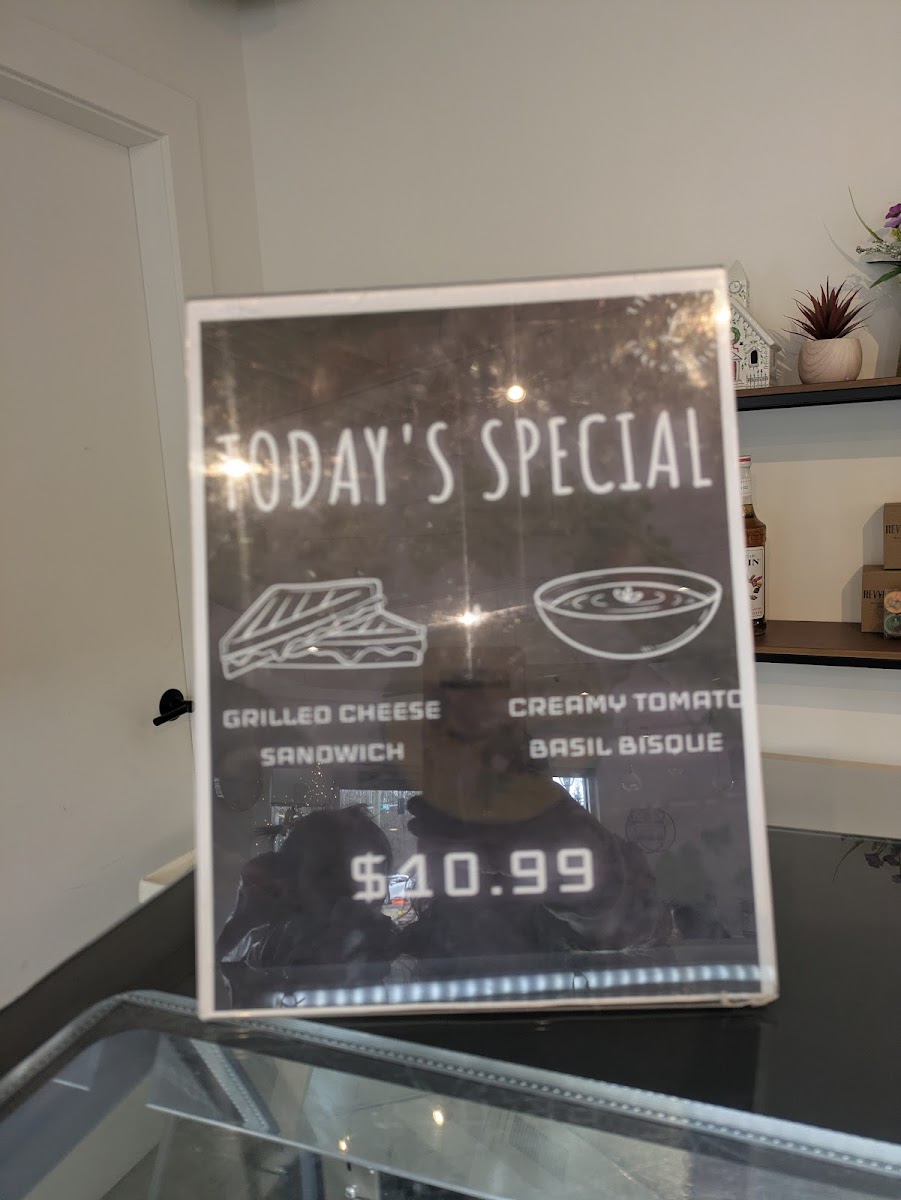 TODAY'S SPECIAL
GRILLED CHEESE
SANDWICH
CREAMY TOMATO
BASIL BISQUE
$10.99